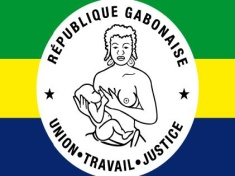 RÉPUBLIQUE GABONAISE
UNION • TRAVAIL • JUSTICE